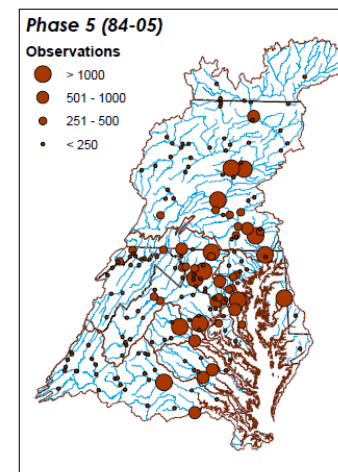 Phase 5 (84-05)
Observations
> 1000
501 - 1000
251 - 500
< 250